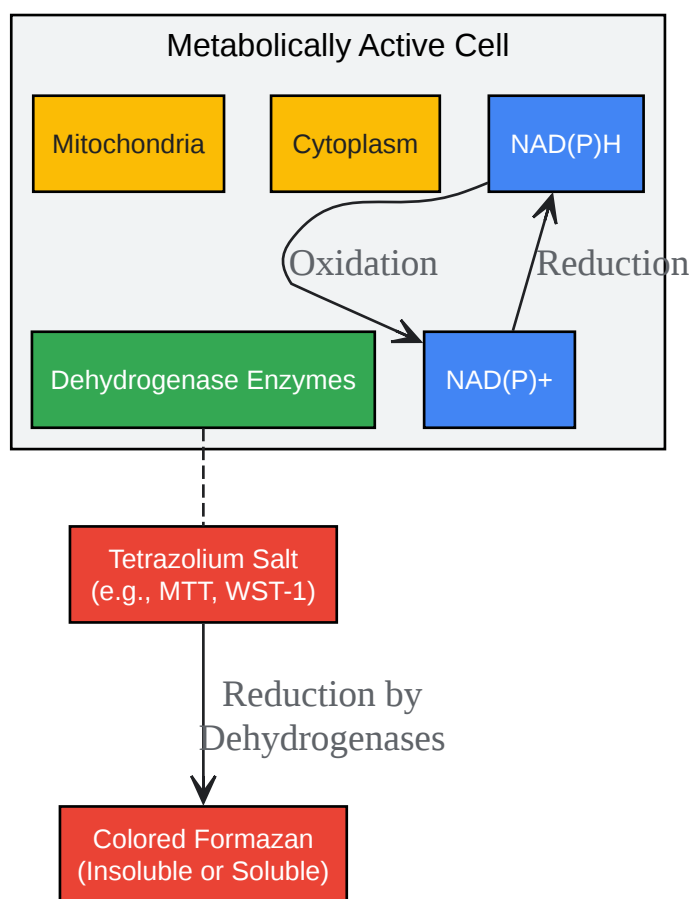 Metabolically Active Cell
Mitochondria
Cytoplasm
NAD(P)H
Oxidation
Reduction
Dehydrogenase Enzymes
NAD(P)+
Tetrazolium Salt
(e.g., MTT, WST-1)
Reduction by
Dehydrogenases
Colored Formazan
(Insoluble or Soluble)